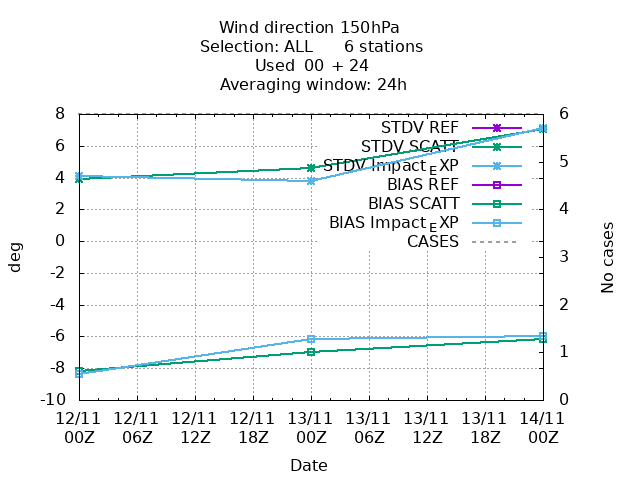 Wind direction 150hPa
Selection: ALL 6 stations
Used 00 + 24
Averaging window: 24h
STDV REF
STDV SCATT
STDV Impact_EXP
BIAS REF
BIAS SCATT
BIAS Impact_EXP
CASES
deg
8
6
4
2
0
-2
-4
-6
-8
-10
No cases
6
5
4
3
2
1
0
12/11 12/11 12/11 12/11 13/11 13/11 13/11 13/11 14/11
00Z 06Z 12Z 18Z 00Z 06Z 12Z 18Z 00Z
Date